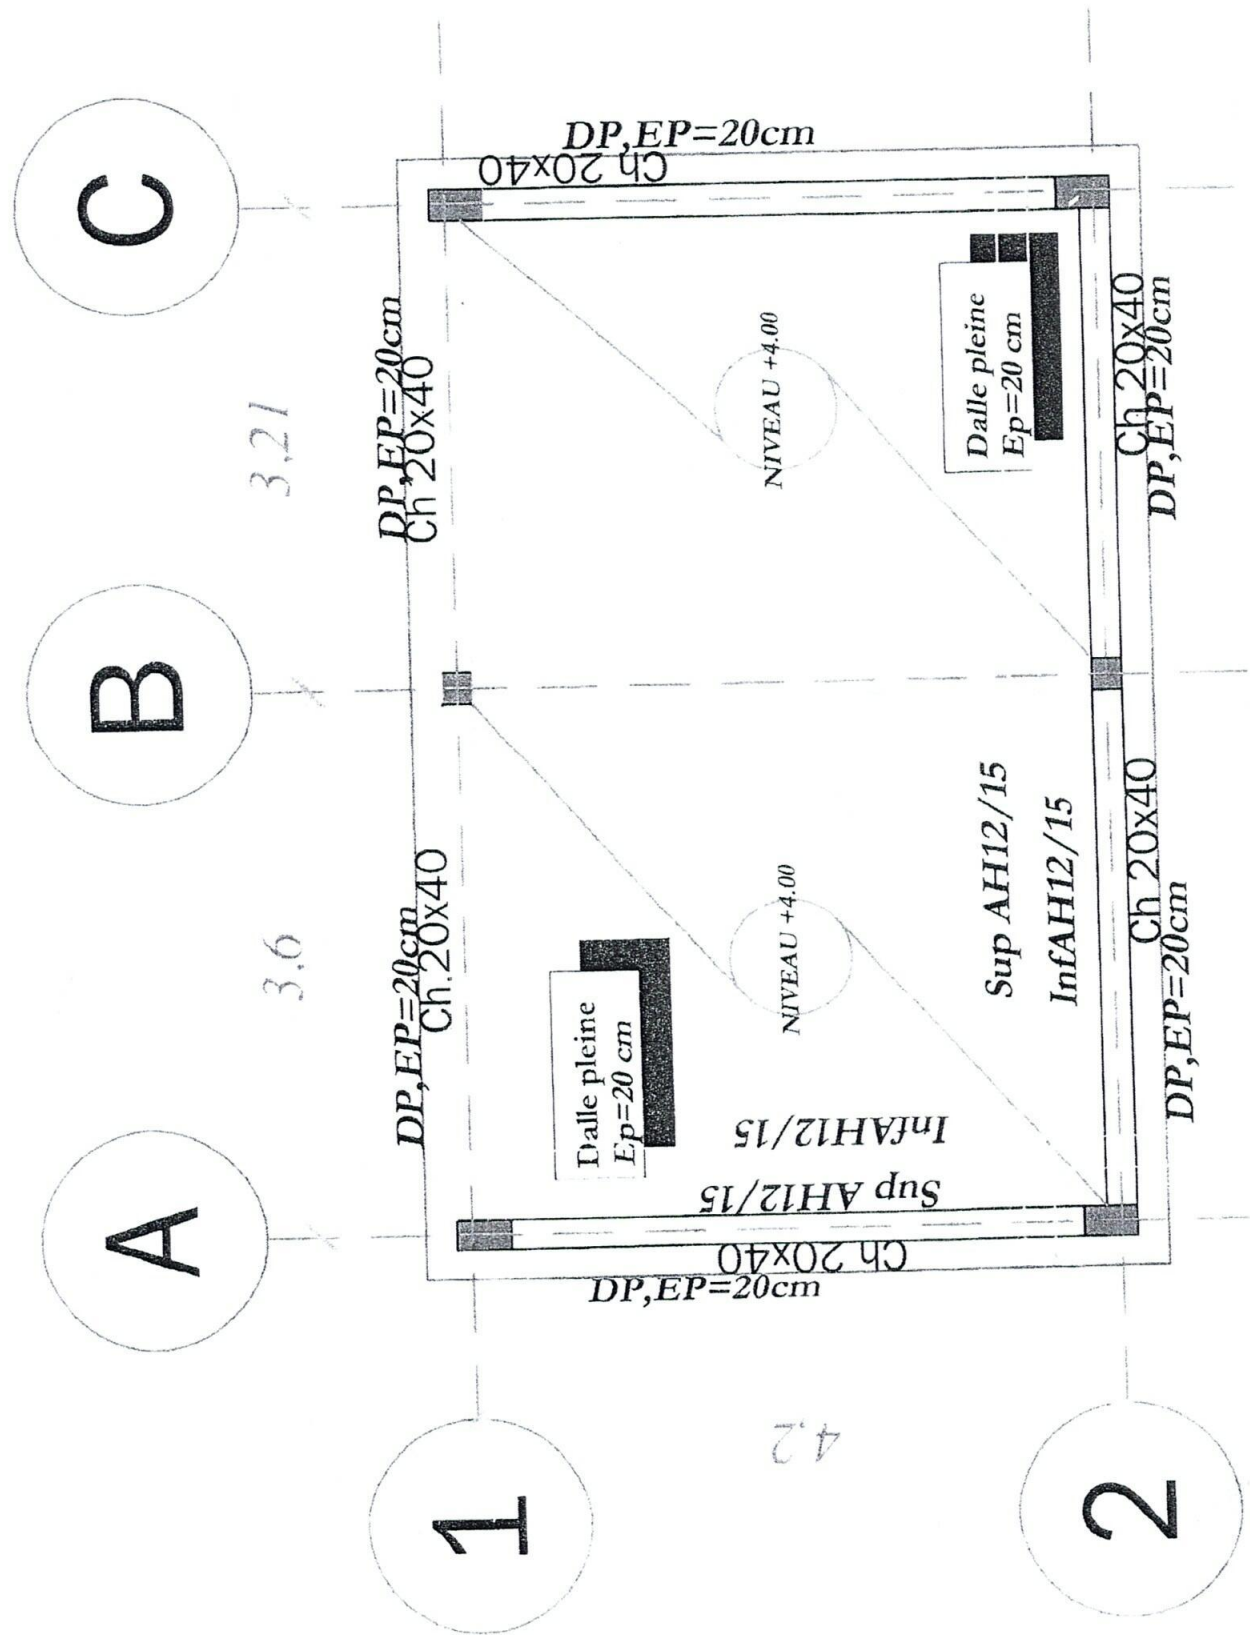 A
B
C
3.6
3,21
DP,EP=20cm
Ch.20x40
DP,EP=20cm
Ch 20x40
1
Dalle pleine
Ep=20 cm
DP,EP=20cm
Ch 20x40
Sup AH12/15
InfAH12/15
NIVEAU +4.00
NIVEAU +4.00
Ch 20x40
DP,EP=20cm
4,2
Sup AH12/15
InfAH12/15
Dalle pleine
Ep=20 cm
2
Ch 20x40
DP,EP=20cm
Ch 20x40
DP,EP=20cm